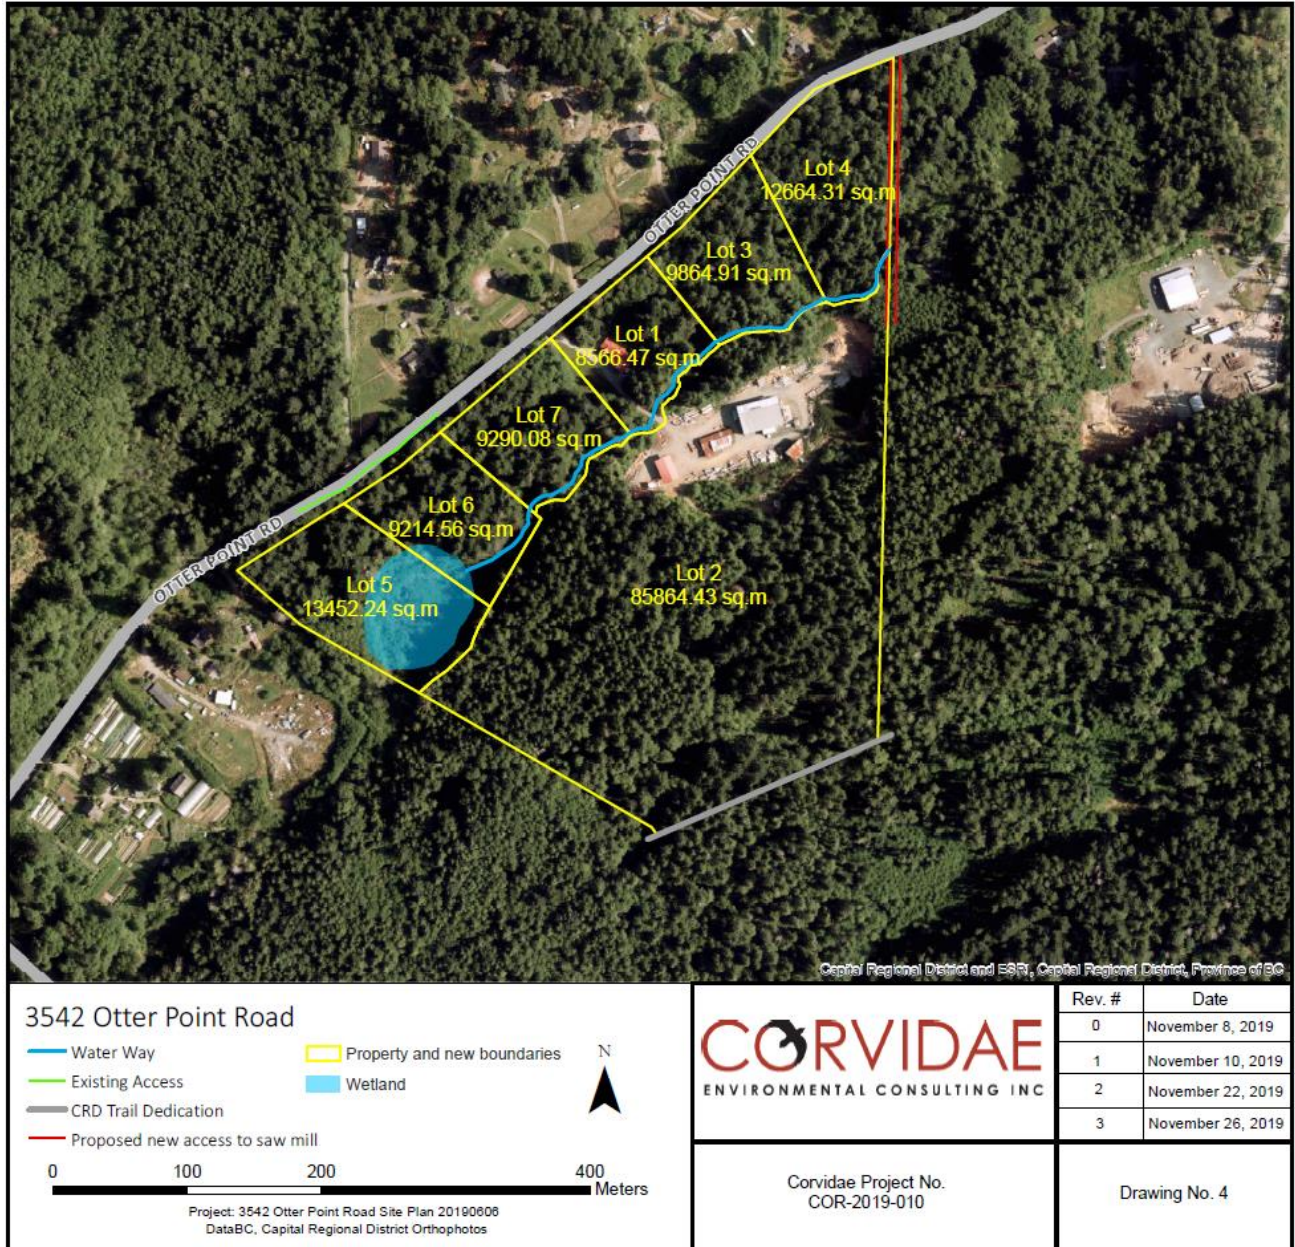 OTTER POINT RD
Lot 4
12664.31 sq.m
Lot 3
9864.91 sq.m
Lot 1
8566.47 sq.m
Lot 7
9290.08 sq.m
Lot 6
9214.56 sq.m
OTTER POINT RD
Lot 5
13452.24 sq.m
Lot 2
85864.43 sq.m
Capital Regional District and ESRI, Capital Regional District, Province of BC
3542 Otter Point Road
Water Way
Existing Access
CRD Trail Dedication
Proposed new access to saw mill
Property and new boundaries
Wetland
N
0 100 200 400
Meters
Project: 3542 Otter Point Road Site Plan 20190606
DataBC, Capital Regional District Orthophotos
CORVIDAE
ENVIRONMENTAL CONSULTING INC
Corvidae Project No.
COR-2019-010
Rev. # Date
0 November 8, 2019
1 November 10, 2019
2 November 22, 2019
3 November 26, 2019
Drawing No. 4